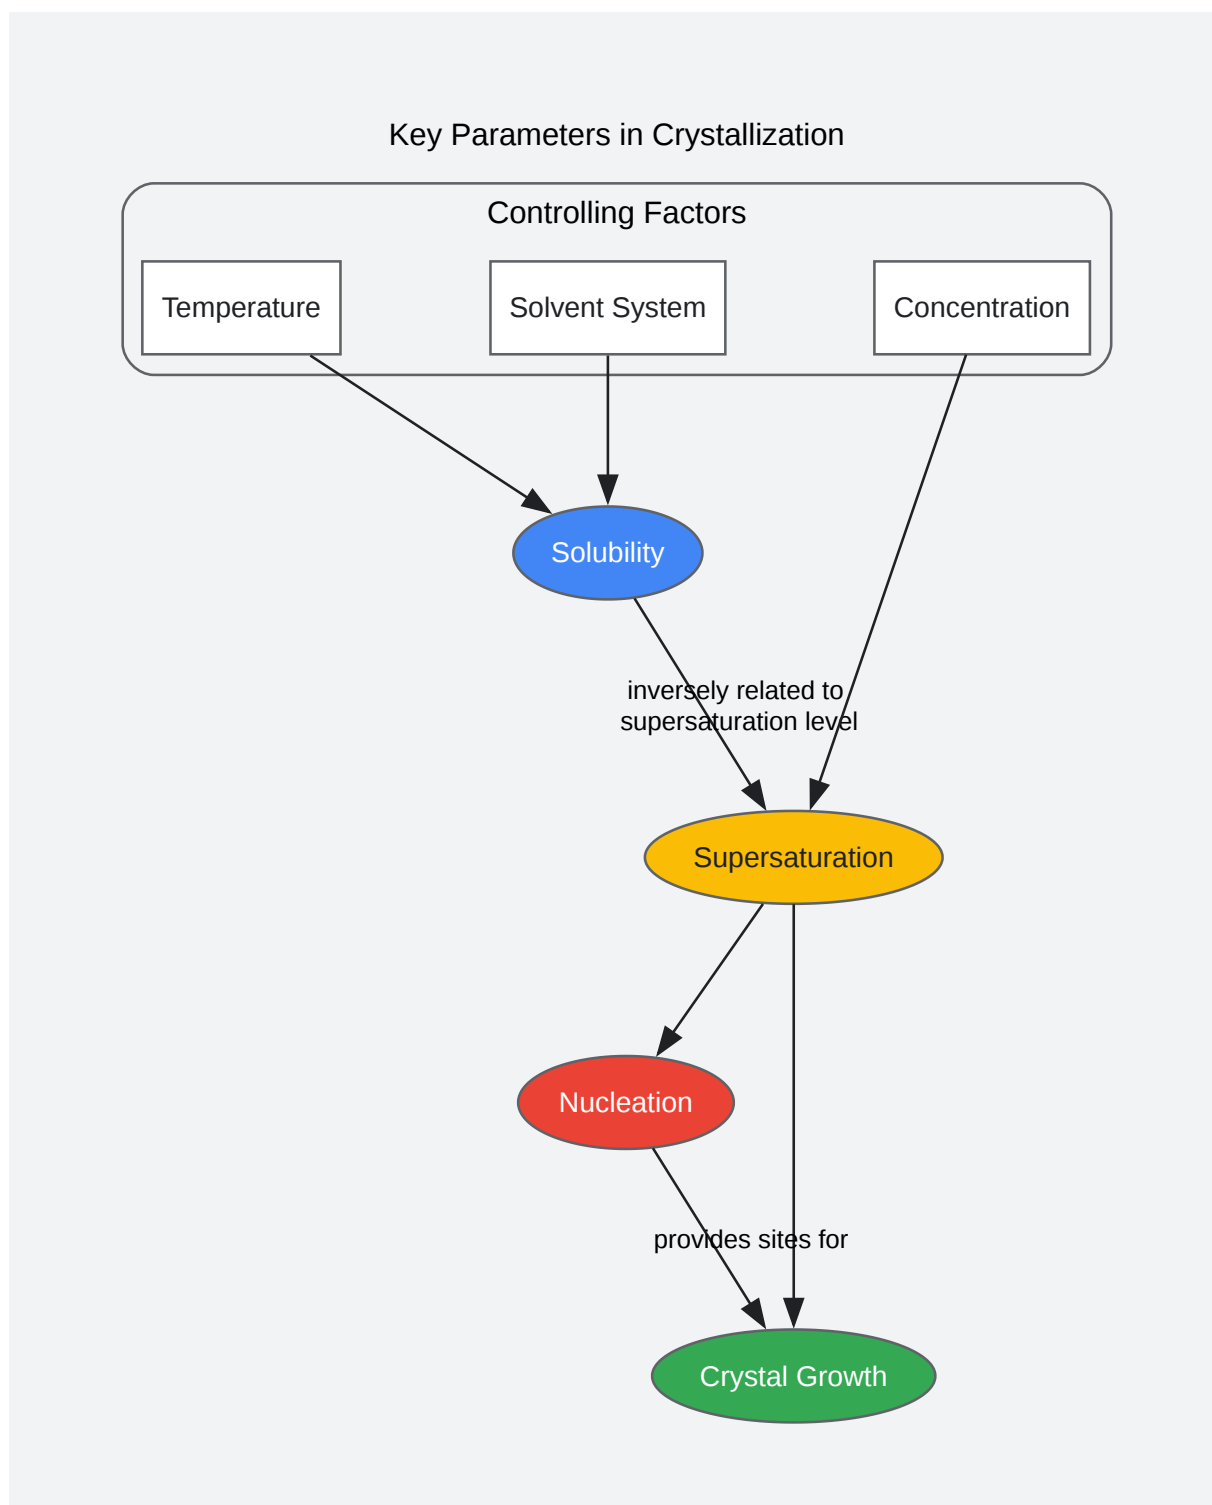 Key Parameters in Crystallization
Controlling Factors
Temperature
Solvent System
Concentration
Solubility
inversely related to
supersaturation level
Supersaturation
Nucleation
provides sites for
Crystal Growth